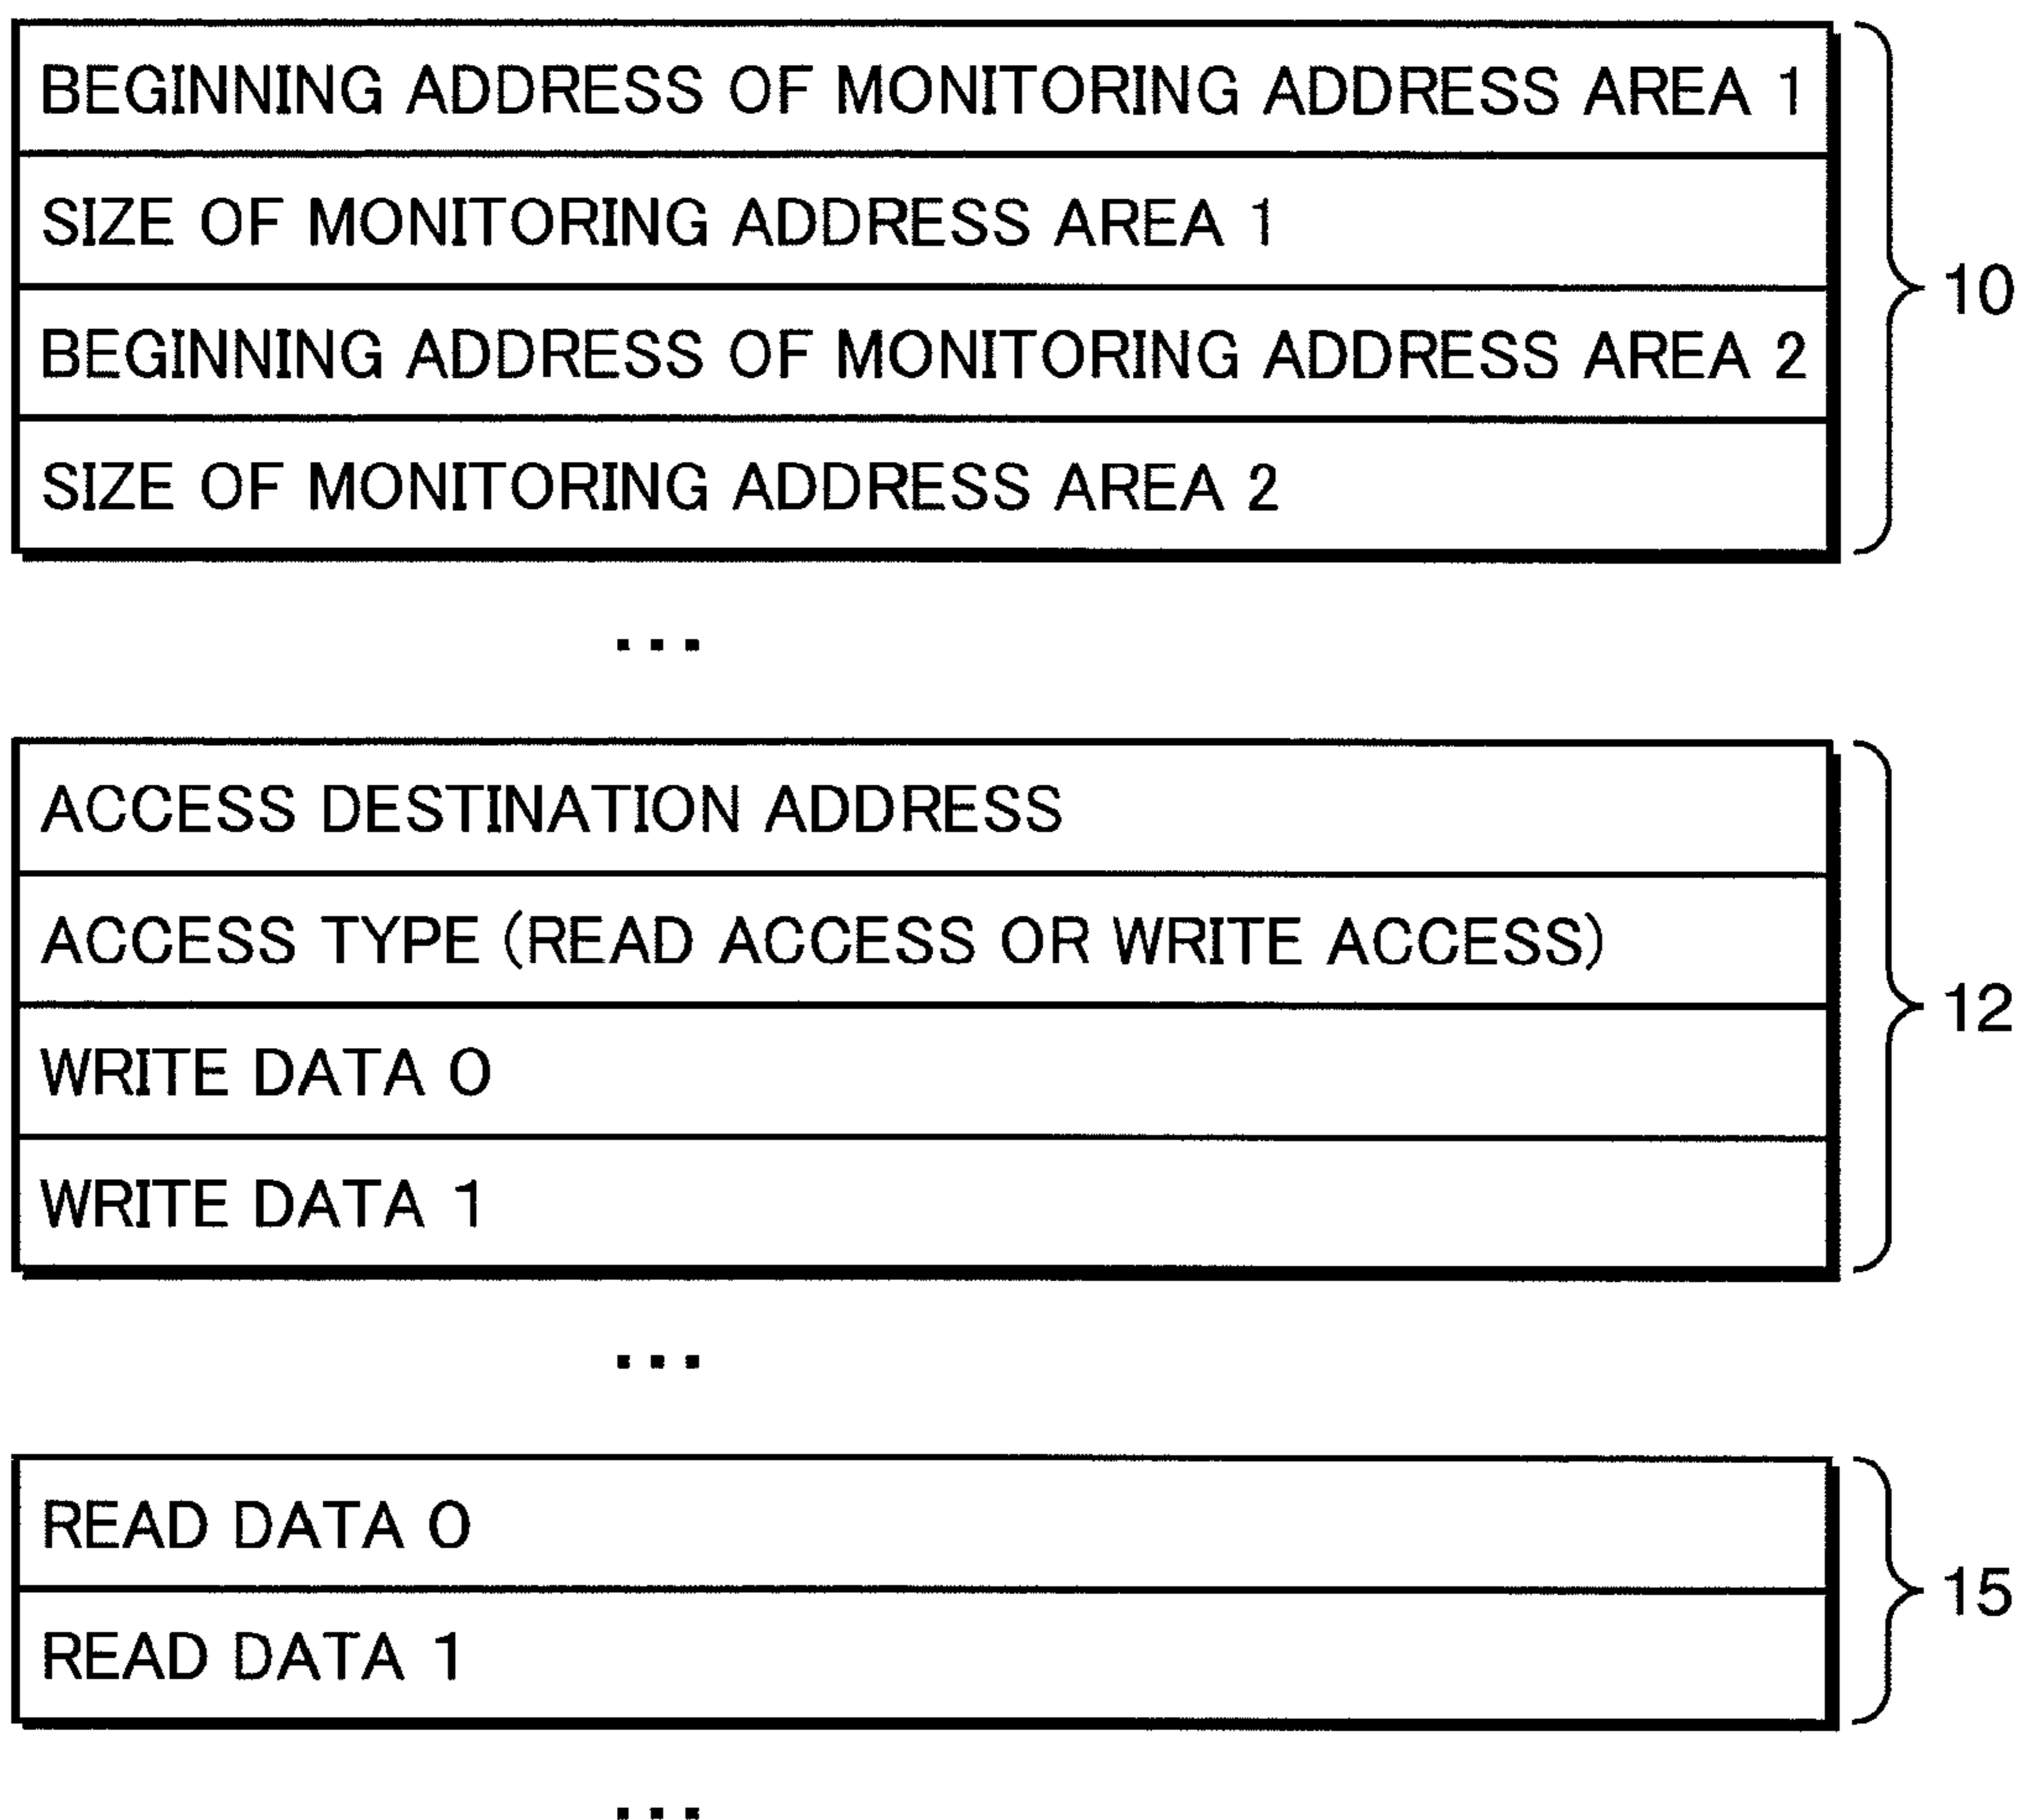 BEGINNING ADDRESS OF MONITORING ADDRESS AREA 1
SIZE OF MONITORING ADDRESS AREA 1
BEGINNING ADDRESS OF MONITORING ADDRESS AREA 2
SIZE OF MONITORING ADDRESS AREA 2
10
...
ACCESS DESTINATION ADDRESS
ACCESS TYPE (READ ACCESS OR WRITE ACCESS)
WRITE DATA 0
WRITE DATA 1
12
...
READ DATA 0
READ DATA 1
15
...